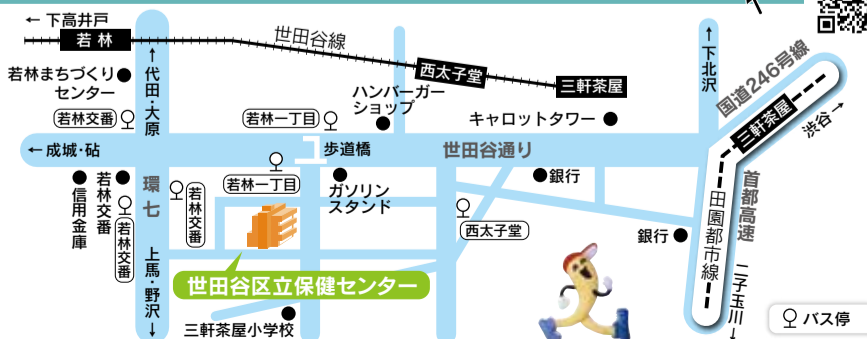 ← 下高井戸
若林
世田谷線
西太子堂
三軒茶屋
↑
代田・大原
↑
下北沢
国道246号線
三軒茶屋
渋谷 →
若林まちづくり
センター
若林交番
若林一丁目
ハンバーガー
ショップ
キャロットタワー
← 成城・砧
歩道橋
世田谷通り
信用金庫
若林交番
若林交番
環七
若林交番
若林一丁目
ガソリン
スタンド
銀行
西太子堂
銀行
田園都市線
首都高速
二子玉川
↓
上馬・野沢
↓
世田谷区立保健センター
三軒茶屋小学校
バス停